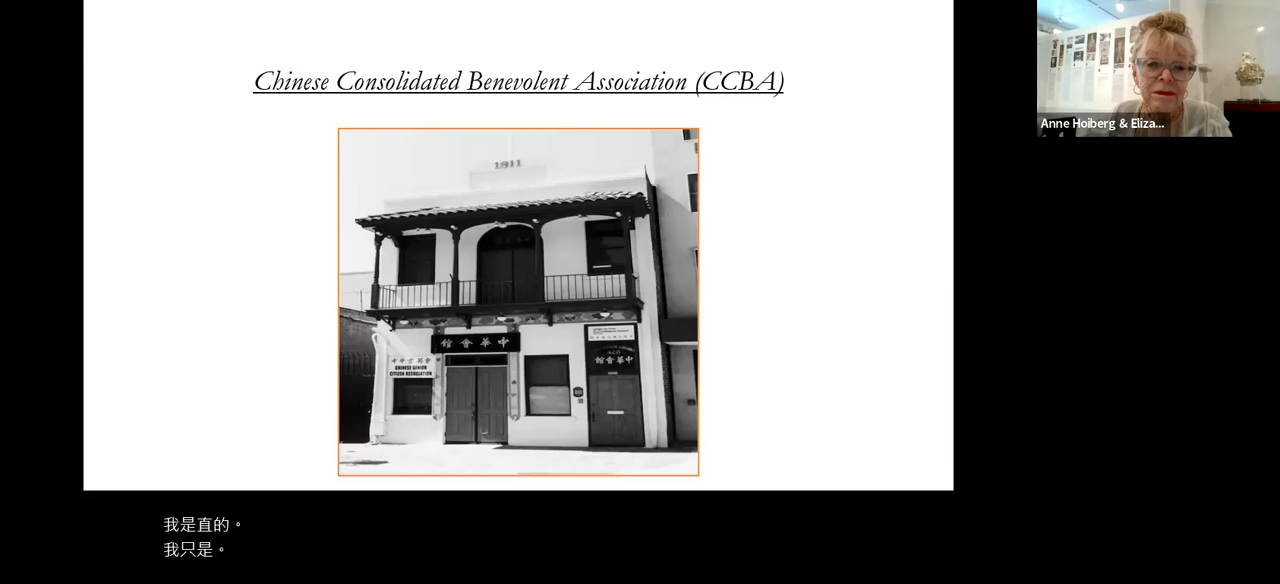 Chinese Consolidated Benevolent Association (CCBA)
1911
館會華中
CHINESE SENIOR
CITIZEN ASSOCIATION
館會華中
Anne Hoiberg & Eliza...
我是直的。
我只是。